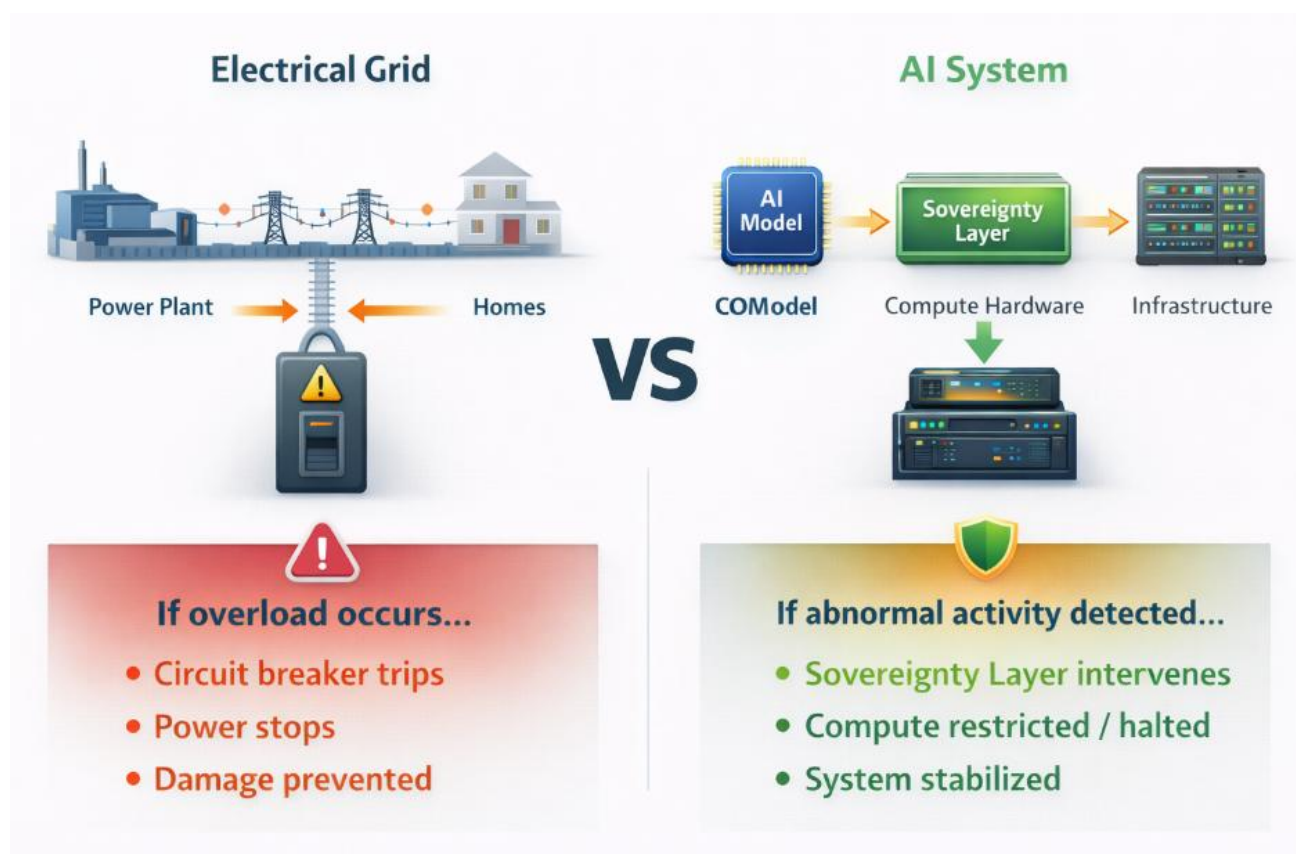 Electrical Grid
AI System
AI
Model
Sovereignty
Layer
Power Plant
Homes
COModel
Compute Hardware
Infrastructure
VS
If overload occurs...
• Circuit breaker trips
• Power stops
• Damage prevented
If abnormal activity detected...
• Sovereignty Layer intervenes
• Compute restricted / halted
• System stabilized